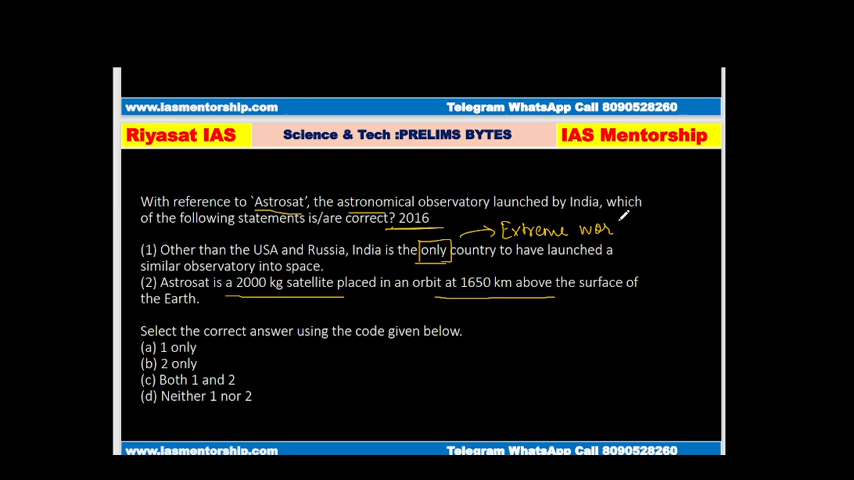 www.iasmentorship.com Telegram WhatsApp Call 8090528260
Riyasat IAS Science & Tech :PRELIMS BYTES IAS Mentorship
With reference to `Astrosat', the astronomical observatory launched by India, which
of the following statements is/are correct? 2016
Extreme wor
(1) Other than the USA and Russia, India is the only country to have launched a
similar observatory into space.
(2) Astrosat is a 2000 kg satellite placed in an orbit at 1650 km above the surface of
the Earth.
Select the correct answer using the code given below.
(a) 1 only
(b) 2 only
(c) Both 1 and 2
(d) Neither 1 nor 2
www.iasmentorship.com Telegram WhatsApp Call 8090528260